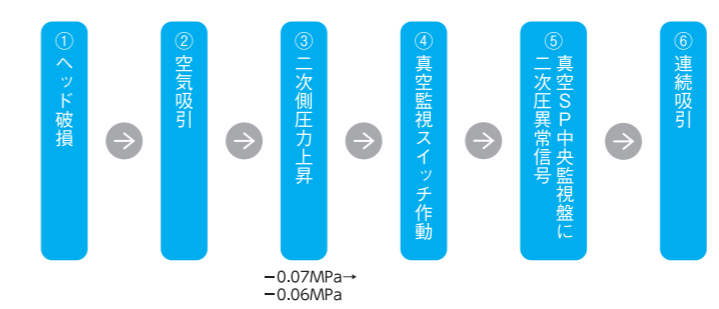 ①ヘッド破損
②空気吸引
③二次側圧力上昇
④真空監視スイッチ作動
⑤真空SP中央監視盤に
二次圧異常信号
⑥連続吸引
−0.07MPa→
−0.06MPa